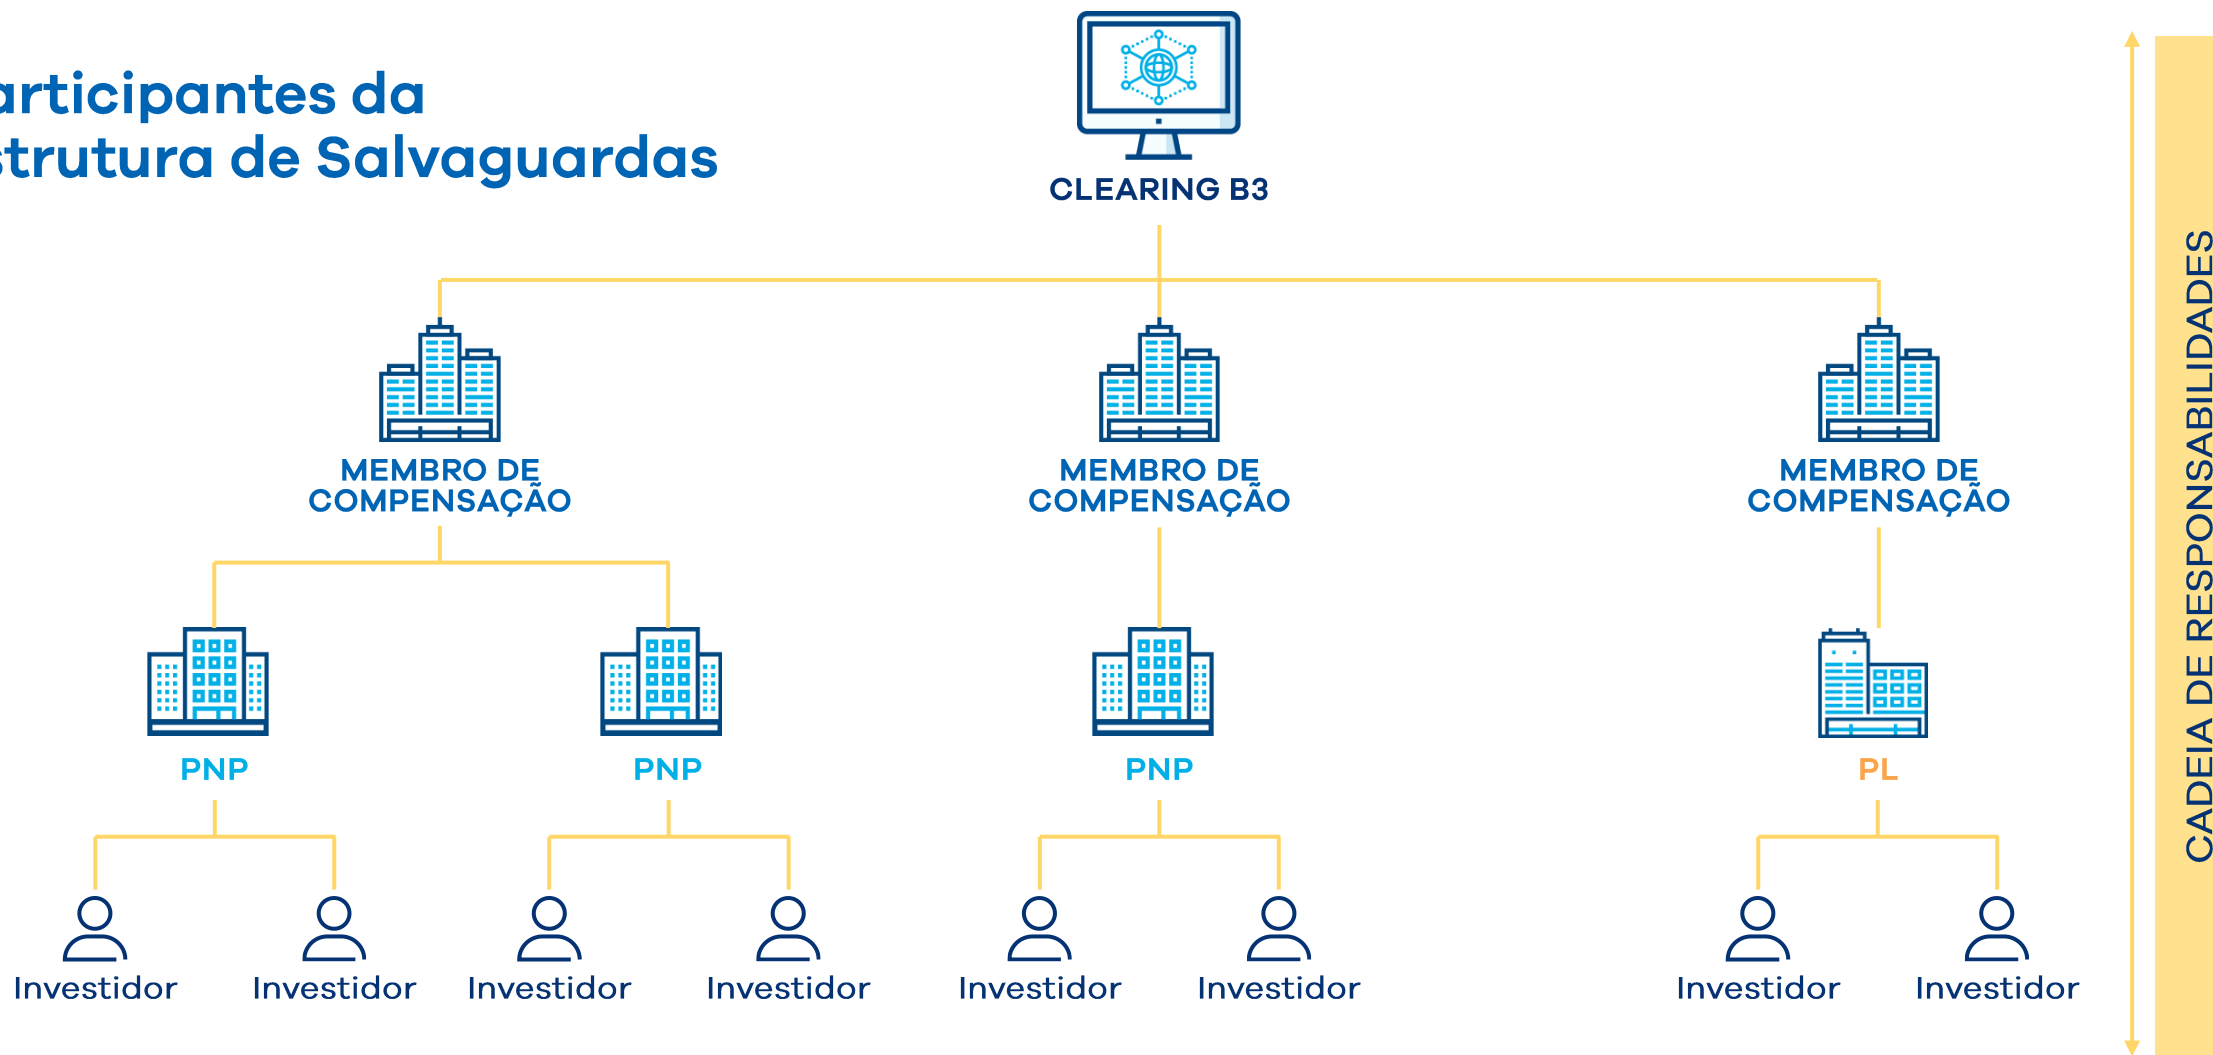 articipantes da
strutura de Salvaguardas
CLEARING B3
MEMBRO DE
COMPENSAÇÃO
MEMBRO DE
COMPENSAÇÃO
MEMBRO DE
COMPENSAÇÃO
PNP
PNP
PNP
PL
Investidor
Investidor
Investidor
Investidor
Investidor
Investidor
Investidor
Investidor
CADEIA DE RESPONSABILIDADES